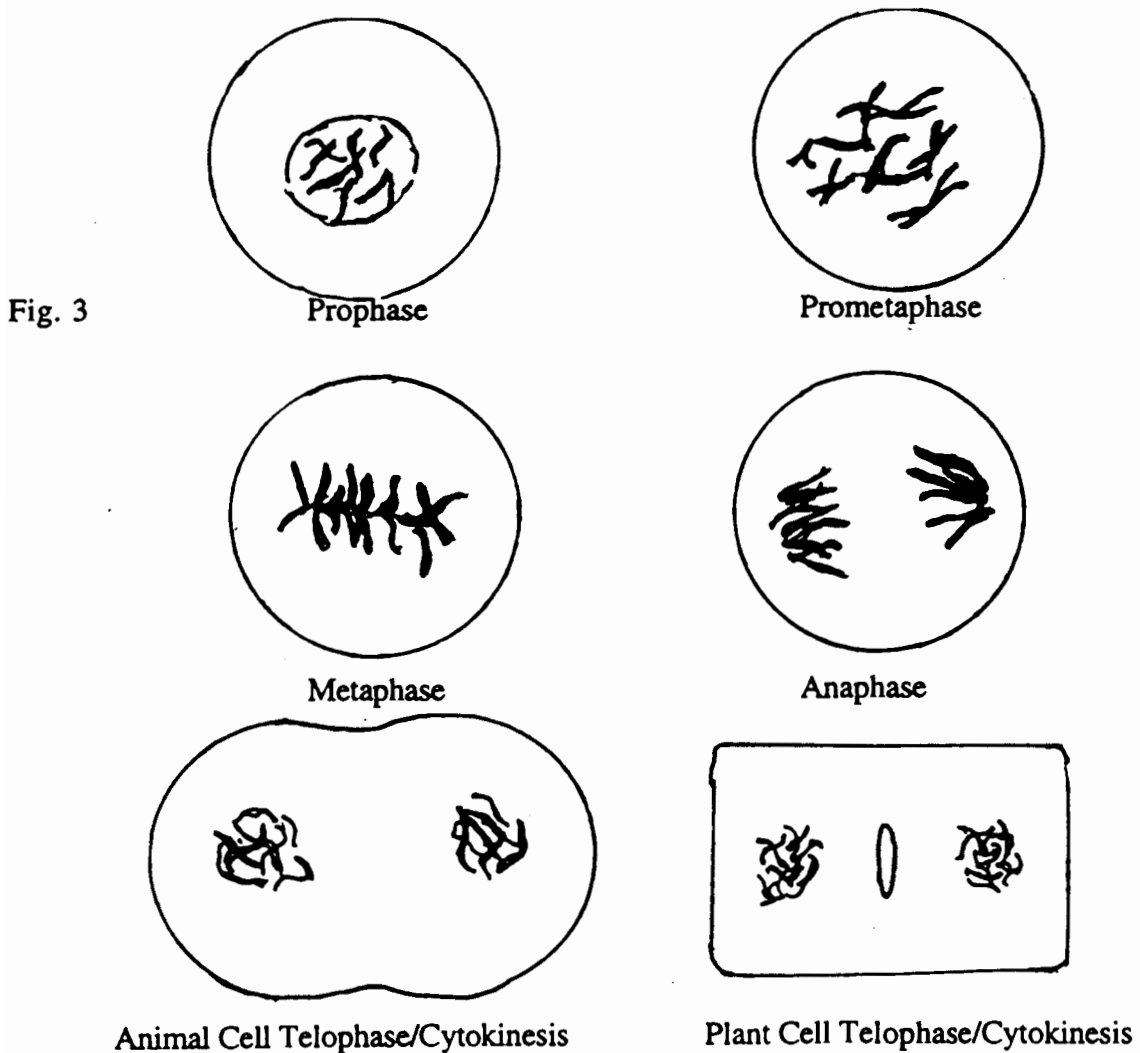 Fig. 3
Prophase
Prometaphase
Metaphase
Anaphase
Animal Cell Telophase/Cytokinesis
Plant Cell Telophase/Cytokinesis